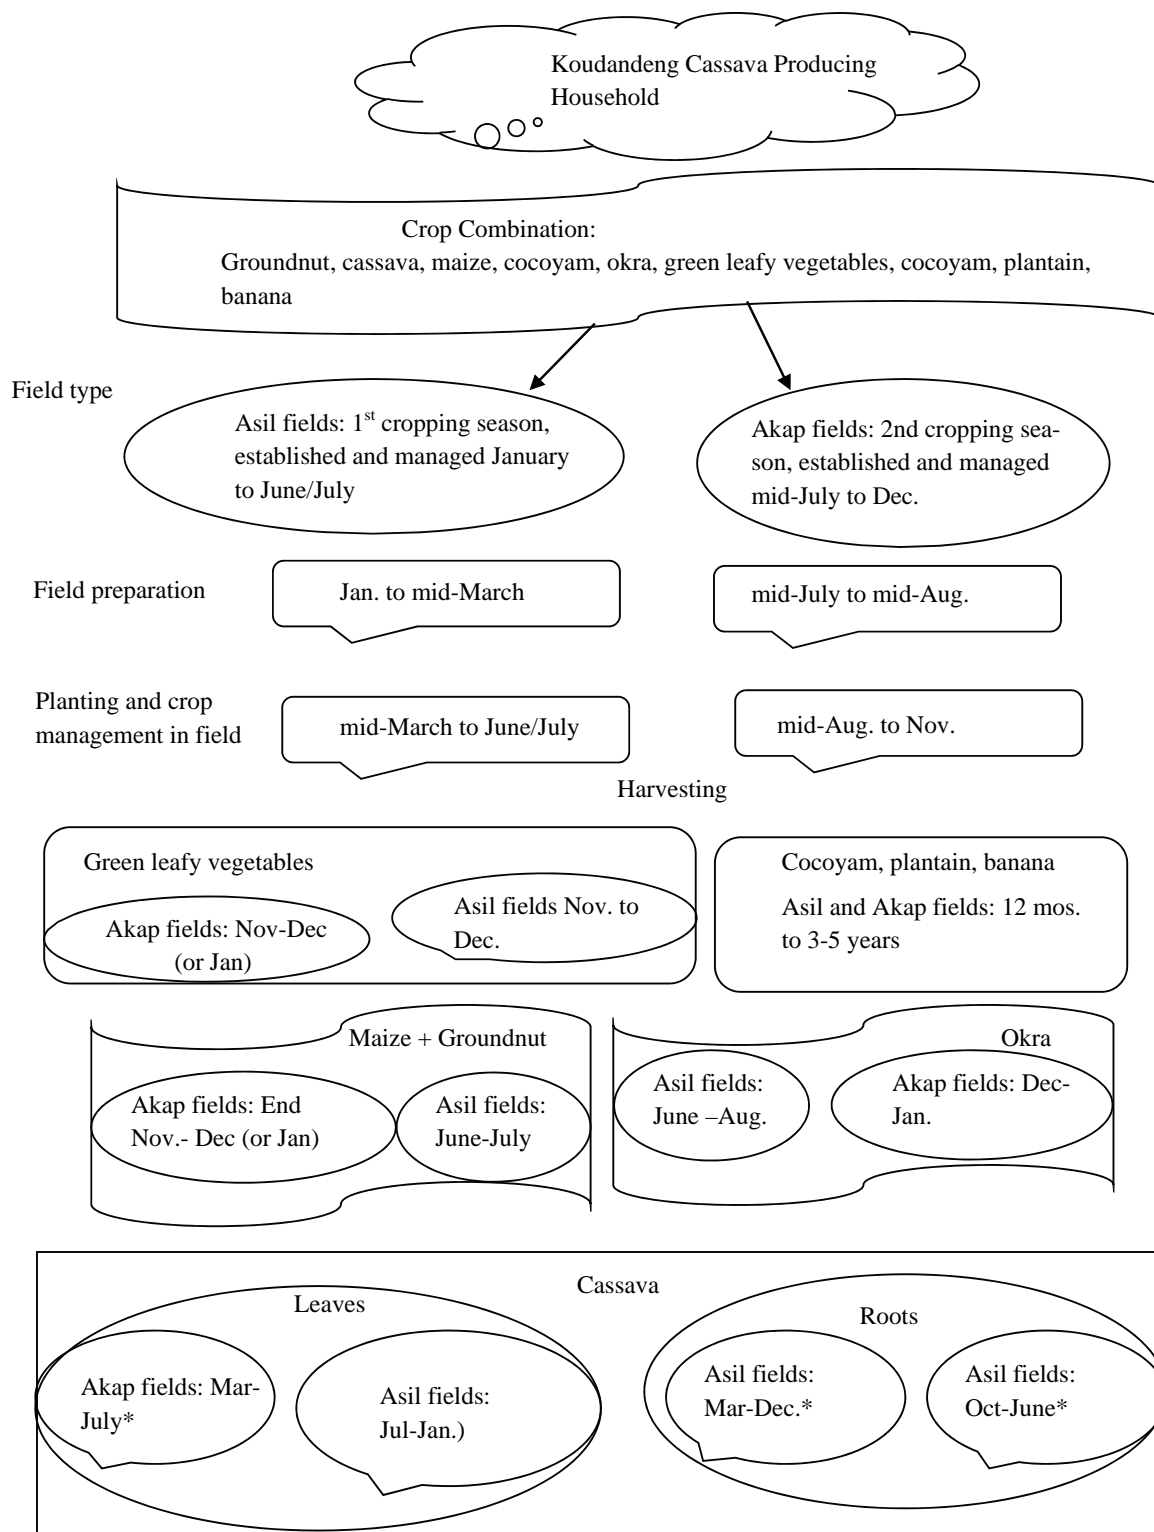 Koudandeng Cassava Producing
Household
Crop Combination:
Groundnut, cassava, maize, cocoyam, okra, green leafy vegetables, cocoyam, plantain,
banana
Field type
Asil fields: 1st cropping season,
established and managed January
to June/July
Akap fields: 2nd cropping sea-
son, established and managed
mid-July to Dec.
Field preparation
Jan. to mid-March
mid-July to mid-Aug.
Planting and crop
management in field
mid-March to June/July
mid-Aug. to Nov.
Harvesting
Green leafy vegetables
Akap fields: Nov-Dec
(or Jan)
Asil fields Nov. to
Dec.
Cocoyam, plantain, banana
Asil and Akap fields: 12 mos.
to 3-5 years
Maize + Groundnut
Akap fields: End
Nov.- Dec (or Jan)
Asil fields:
June-July
Okra
Asil fields:
June –Aug.
Akap fields: Dec-
Jan.
Cassava
Leaves
Akap fields: Mar-
July*
Asil fields:
Jul-Jan.)
Roots
Asil fields:
Mar-Dec.*
Asil fields:
Oct-June*